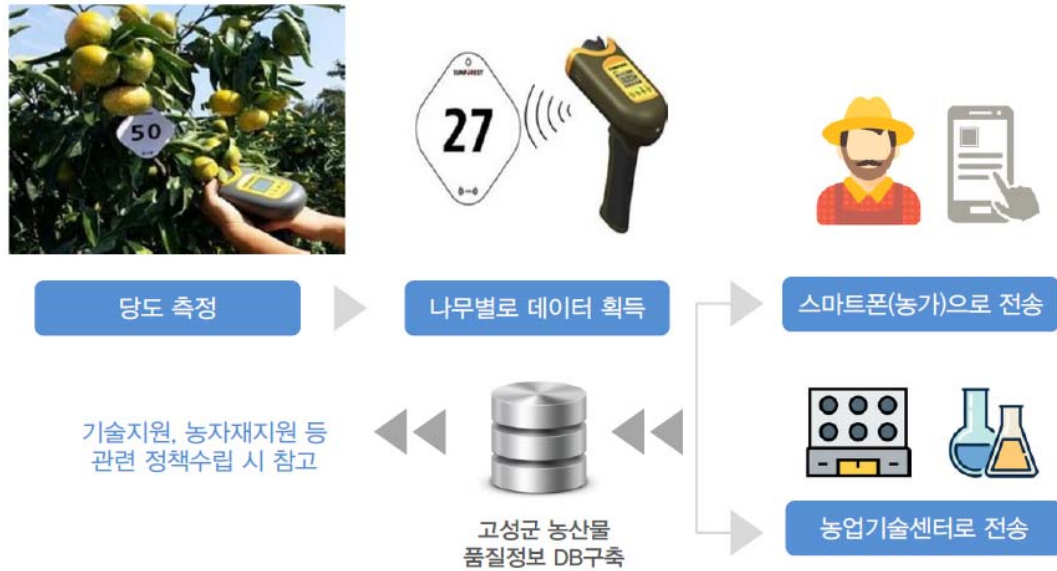 50
SUNFOREST
27
당도 측정
나무별로 데이터 획득
스마트폰(농가)으로 전송
기술지원, 농자재지원 등
관련 정책수립 시 참고
고성군 농산물
품질정보 DB구축
농업기술센터로 전송